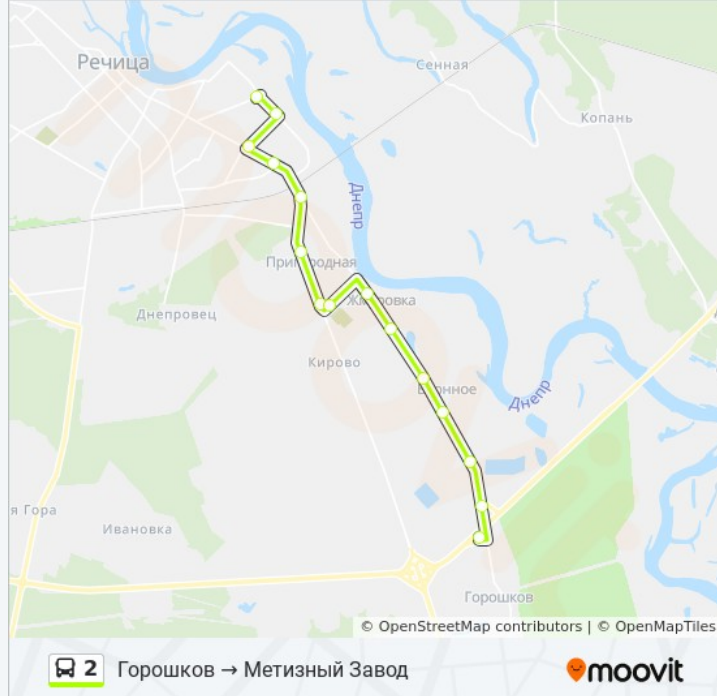 Речица
Сенная
Копань
Днепр
Пригородная
Жмуровка
Днепровец
Кирово
Днепр
я Гора
Ивановка
Горошков
© OpenStreetMap contributors | © OpenMapTiles
2 Горошков → Метизный Завод moovit